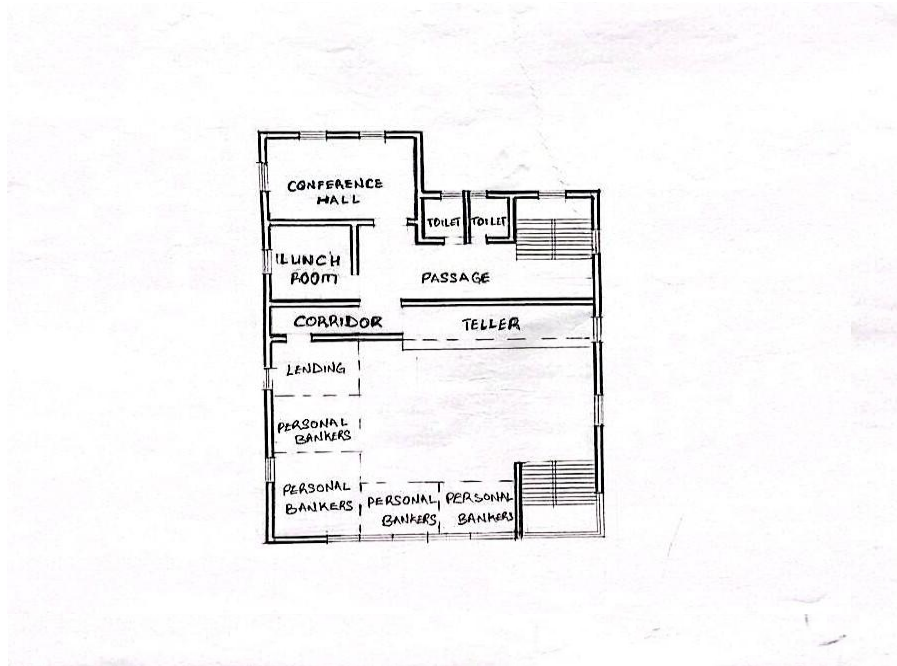 CONFERENCE
HALL
TOILET
TOILET
LUNCH
ROOM
PASSAGE
CORRIDOR
TELLER
LENDING
PERSONAL
BANKERS
PERSONAL
BANKERS
PERSONAL
BANKERS
PERSONAL
BANKERS